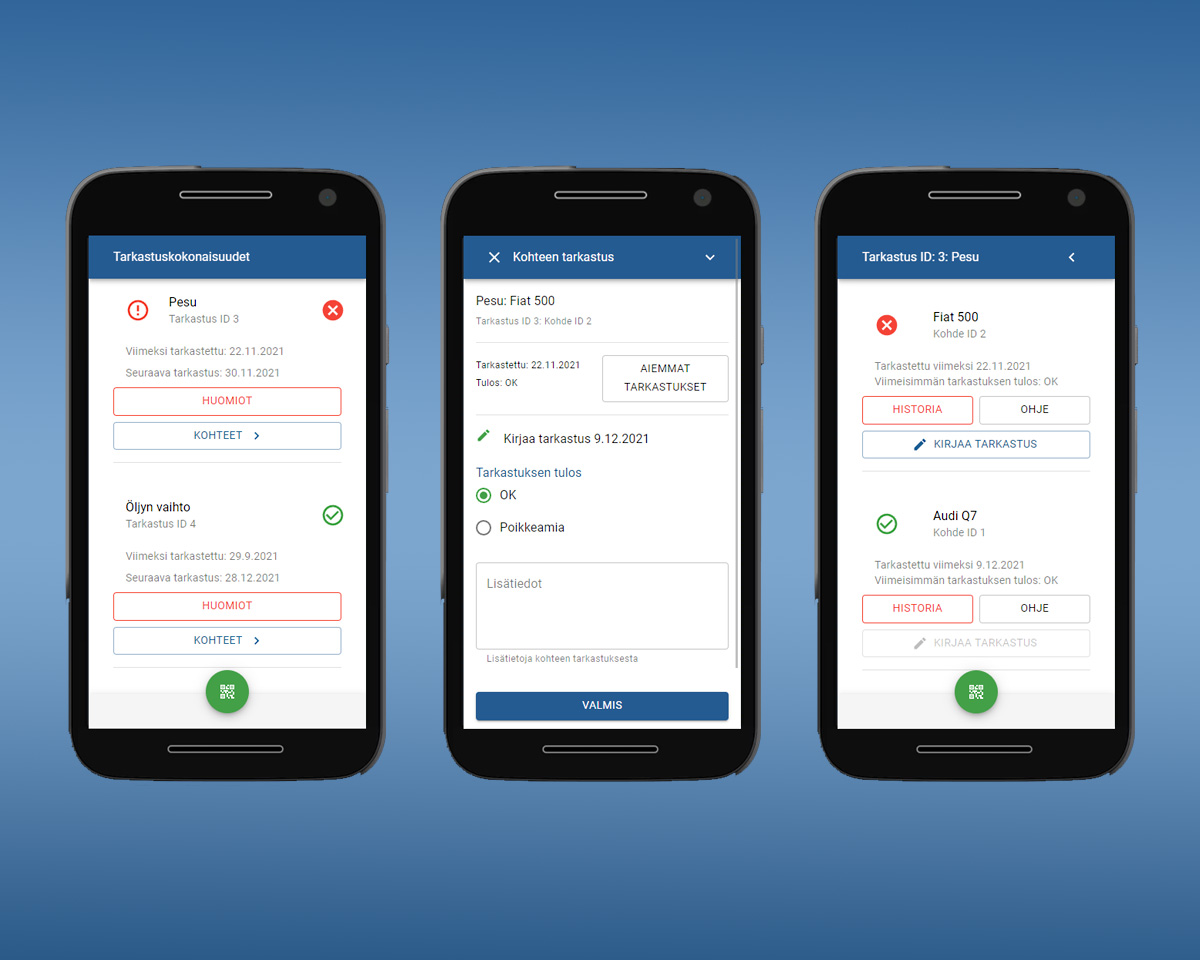 Tarkastuskokonaisuudet
Pesu
Tarkastus ID 3
Viimeksi tarkastettu: 22.11.2021
Seuraava tarkastus: 30.11.2021
HUOMIOT
KOHTEET
Öljyn vaihto
Tarkastus ID 4
Viimeksi tarkastettu: 29.9.2021
Seuraava tarkastus: 28.12.2021
HUOMIOT
KOHTEET
Kohteen tarkastus
Pesu: Fiat 500
Tarkastus ID 3: Kohde ID 2
Tarkastettu: 22.11.2021
Tulos: OK
AIEMMAT
TARKASTUKSET
Kirjaa tarkastus 9.12.2021
Tarkastuksen tulos
OK
Poikkeamia
Lisätiedot
Lisätietoja kohteen tarkastuksesta
VALMIS
Tarkastus ID: 3: Pesu
Fiat 500
Kohde ID 2
Tarkastettu viimeksi 22.11.2021
Viimeisimmän tarkastuksen tulos: OK
HISTORIA
OHJE
KIRJAA TARKASTUS
Audi Q7
Kohde ID 1
Tarkastettu viimeksi 9.12.2021
Viimeisimmän tarkastuksen tulos: OK
HISTORIA
OHJE
KIRJAA TARKASTUS